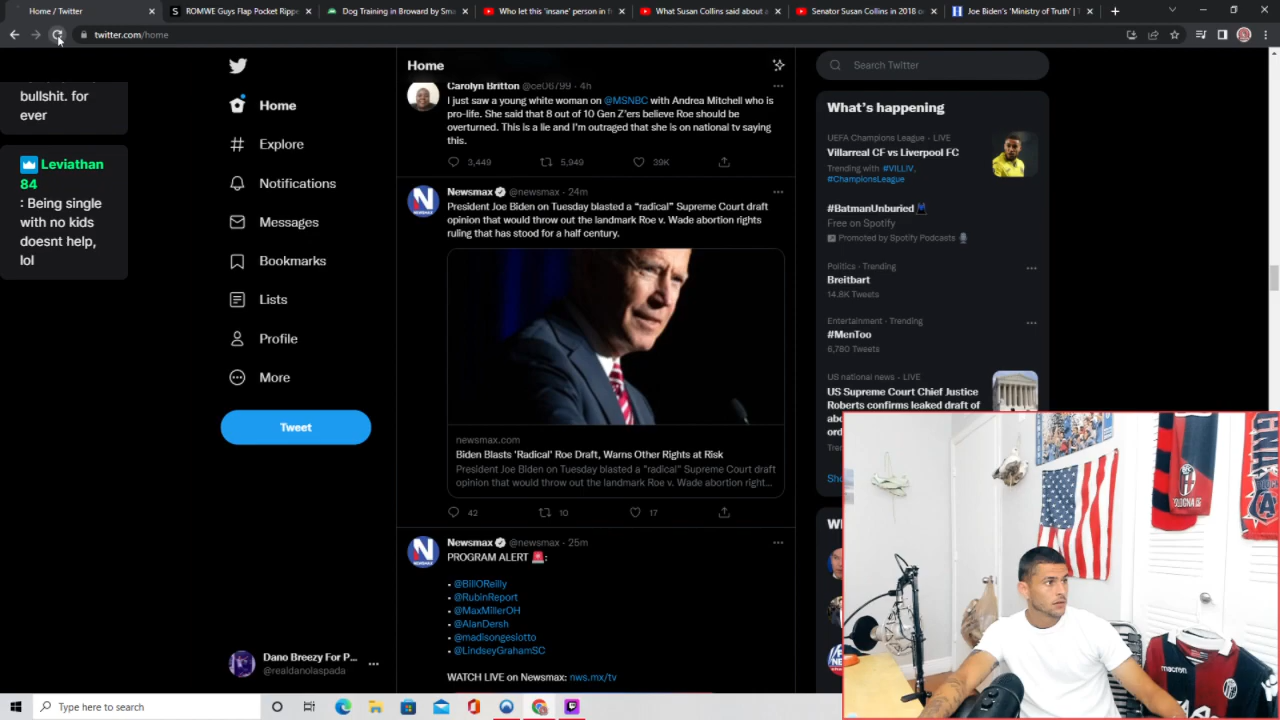 Home / Twitter
ROMWE Guys Flap Pocket Rippe
Dog Training in Broward by Sma
Who let this 'insane' person in f
What Susan Collins said about a
Senator Susan Collins in 2018 o
Joe Biden's 'Ministry of Truth' | T
twitter.com/home
bullshit. for
ever
Leviathan
84
: Being single
with no kids
doesnt help,
lol
Home
Explore
Notifications
Messages
Bookmarks
Lists
Profile
More
Tweet
Dano Breezy For P...
@realdanolaspada
Home
Carolyn Britton @ce06799 · 4h
I just saw a young white woman on @MSNBC with Andrea Mitchell who is
pro-life. She said that 8 out of 10 Gen Z'ers believe Roe should be
overturned. This is a lie and I'm outraged that she is on national tv saying
this.
3,449 5,949 39K
Newsmax @newsmax · 24m
President Joe Biden on Tuesday blasted a “radical” Supreme Court draft
opinion that would throw out the landmark Roe v. Wade abortion rights
ruling that has stood for a half century.
newsmax.com
Biden Blasts 'Radical' Roe Draft, Warns Other Rights at Risk
President Joe Biden on Tuesday blasted a "radical" Supreme Court draft
opinion that would throw out the landmark Roe v. Wade abortion right...
42 10 17
Newsmax @newsmax · 25m
PROGRAM ALERT 🚨:
• @BillOReilly
• @RubinReport
• @MaxMillerOH
• @AlanDersh
• @madisongesiotto
• @LindseyGrahamSC
WATCH LIVE on Newsmax: nws.mx/tv
Search Twitter
What's happening
UEFA Champions League · LIVE
Villarreal CF vs Liverpool FC
Trending with #VILLIV,
#ChampionsLeague
#BatmanUnburied
Free on Spotify
Promoted by Spotify Podcasts
Politics · Trending
Breitbart
14.8K Tweets
Entertainment · Trending
#MenToo
6,760 Tweets
US national news · LIVE
US Supreme Court Chief Justice
Roberts confirms leaked draft of
BOLOGNA
macron
Type here to search